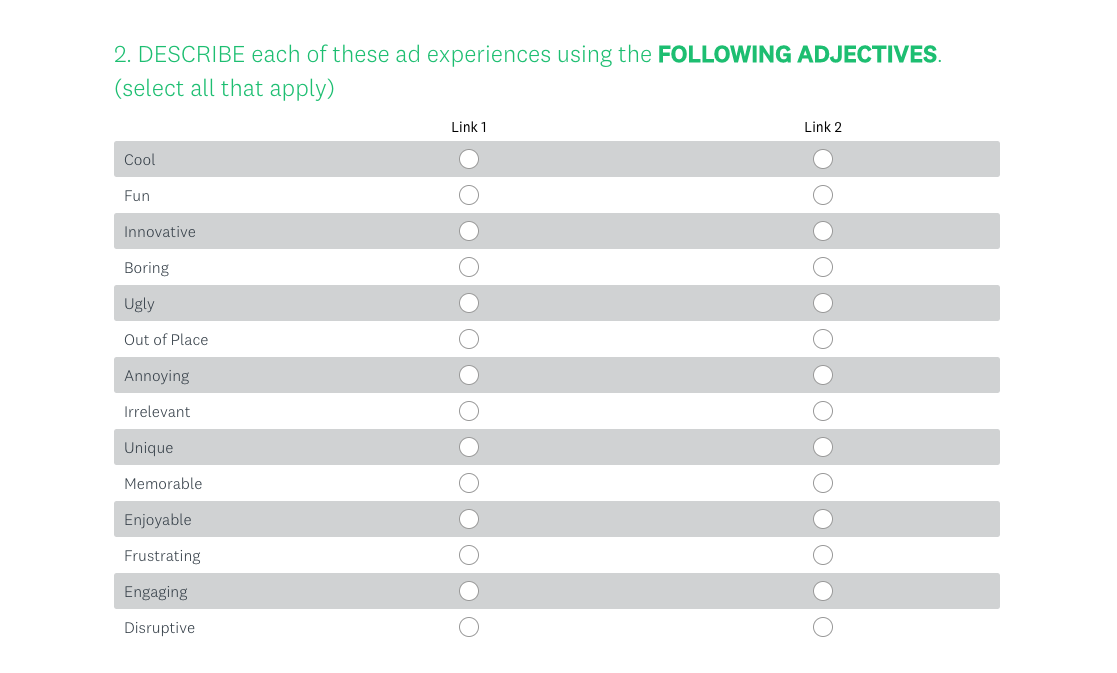 2. DESCRIBE each of these ad experiences using the FOLLOWING ADJECTIVES.
(select all that apply)
Link 1 Link 2
Cool
Fun
Innovative
Boring
Ugly
Out of Place
Annoying
Irrelevant
Unique
Memorable
Enjoyable
Frustrating
Engaging
Disruptive